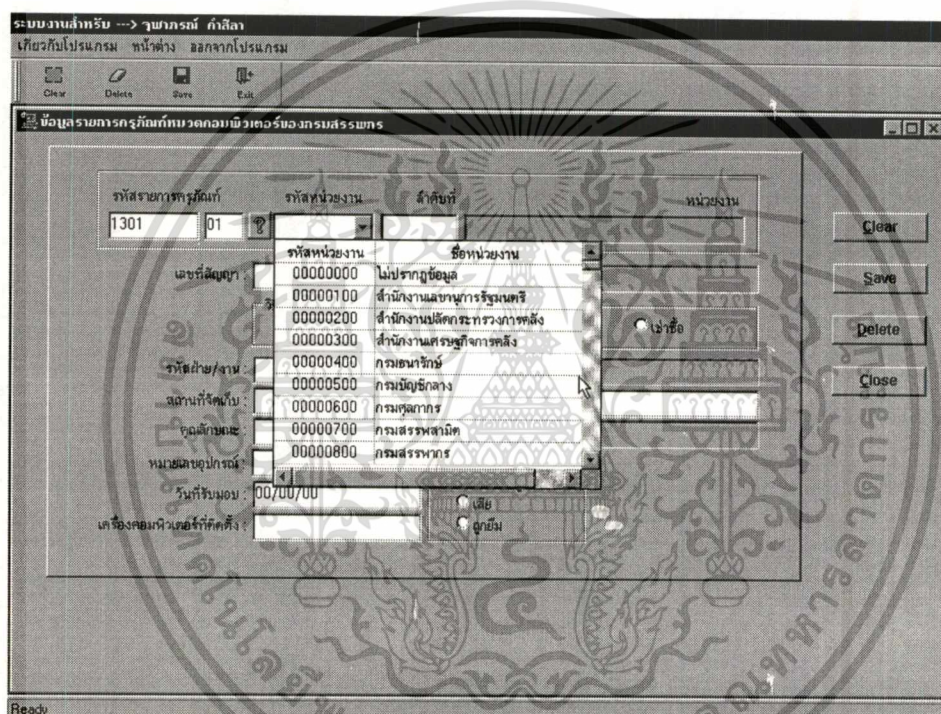 ระบบงานสำหรับ ---> จุฬาภรณ์ กำสีลา
เกี่ยวกับโปรแกรม หน้าต่าง ออกจากโปรแกรม
Clear Delete Save Exit
ข้อมูลรายการครุภัณฑ์หมวดคอมพิวเตอร์ของกรมสรรพกร
รหัสรายการครุภัณฑ์ รหัสหน่วยงาน ลำดับที่ หน่วยงาน
1301 01 Clear
รหัสหน่วยงาน ชื่อหน่วยงาน
เลขที่สัญญา : 00000000 ไม่ปรากฎข้อมูล Save
00000100 สำนักงานเลขานุการรัฐมนตรี
00000200 สำนักงานปลัดกระทรวงการคลัง เช่าซื้อ Delete
00000300 สำนักงานเศรษฐกิจการคลัง
รหัสฝ่าย/งาน : 00000400 กรมธนารักษ์
00000500 กรมบัญชีกลาง Close
สถานที่จัดเก็บ : 00000600 กรมศุลกากร
คุณลักษณะ : 00000700 กรมสรรพสามิต
หมายเลขอุปกรณ์ : 00000800 กรมสรรพากร
วันที่รับมอบ : 00/00/00 เสีย
เครื่องคอมพิวเตอร์ที่ติดตั้ง : ถูกยืม
Ready